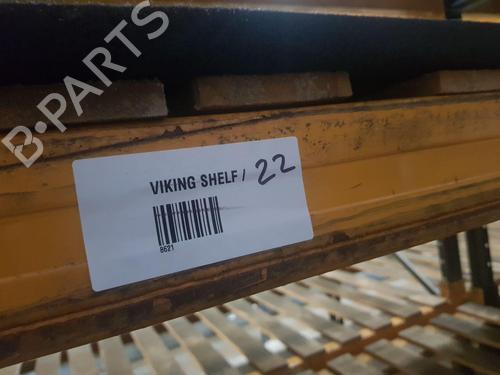 B-PARTS
VIKING SHELF / 22
8621